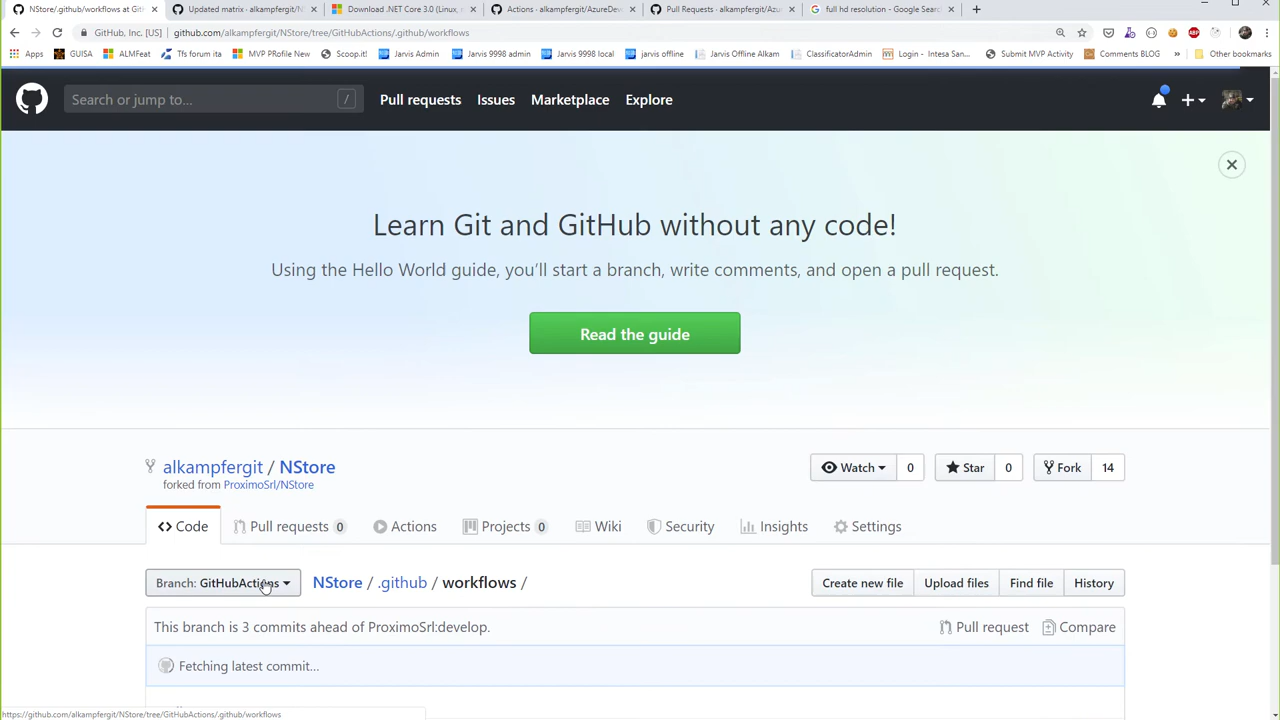 NStore/.github/workflows at GitH
Updated matrix - alkampfergit/NS
Download .NET Core 3.0 (Linux, m
Actions - alkampfergit/AzureDev
Pull Requests - alkampfergit/Azu
full hd resolution - Google Search
GitHub, Inc. [US] github.com/alkampfergit/NStore/tree/GitHubActions/.github/workflows
Apps GUISA ALMFeat Tfs forum ita MVP PRofile New Scoop.it! Jarvis Admin Jarvis 9998 admin Jarvis 9998 local jarvis offline Jarvis Offline Alkam ClassificatorAdmin Login - Intesa San... Submit MVP Activity Comments BLOG » Other bookmarks
Search or jump to... / Pull requests Issues Marketplace Explore
Learn Git and GitHub without any code!
Using the Hello World guide, you’ll start a branch, write comments, and open a pull request.
Read the guide
alkampfergit / NStore
forked from ProximoSrl/NStore
Watch 0 Star 0 Fork 14
Code Pull requests 0 Actions Projects 0 Wiki Security Insights Settings
Branch: GitHubActions NStore / .github / workflows /
Create new file Upload files Find file History
This branch is 3 commits ahead of ProximoSrl:develop.
Pull request Compare
Fetching latest commit...
https://github.com/alkampfergit/NStore/tree/GitHubActions/.github/workflows